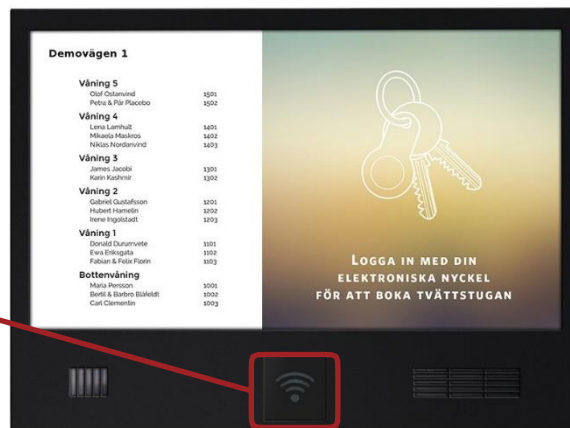 Demovägen 1
Våning 5
Olof Ostanvind 1501
Petra & Pär Placebo 1502
Våning 4
Lena Lamhult 1401
Mikaela Maskros 1402
Niklas Nordanvind 1403
Våning 3
James Jacobi 1301
Karin Kashmir 1302
Våning 2
Gabriel Gustafsson 1201
Hubert Hamelin 1202
Irene Ingolstadt 1203
Våning 1
Donald Durumvete 1101
Ewa Eriksgata 1102
Fabian & Felix Florin 1103
Bottenvåning
Maria Persson 1001
Bertil & Barbro Blåfeldt 1002
Carl Clementin 1003
LOGGA IN MED DIN
ELEKTRONISKA NYCKEL
FÖR ATT BOKA TVÄTTSTUGAN